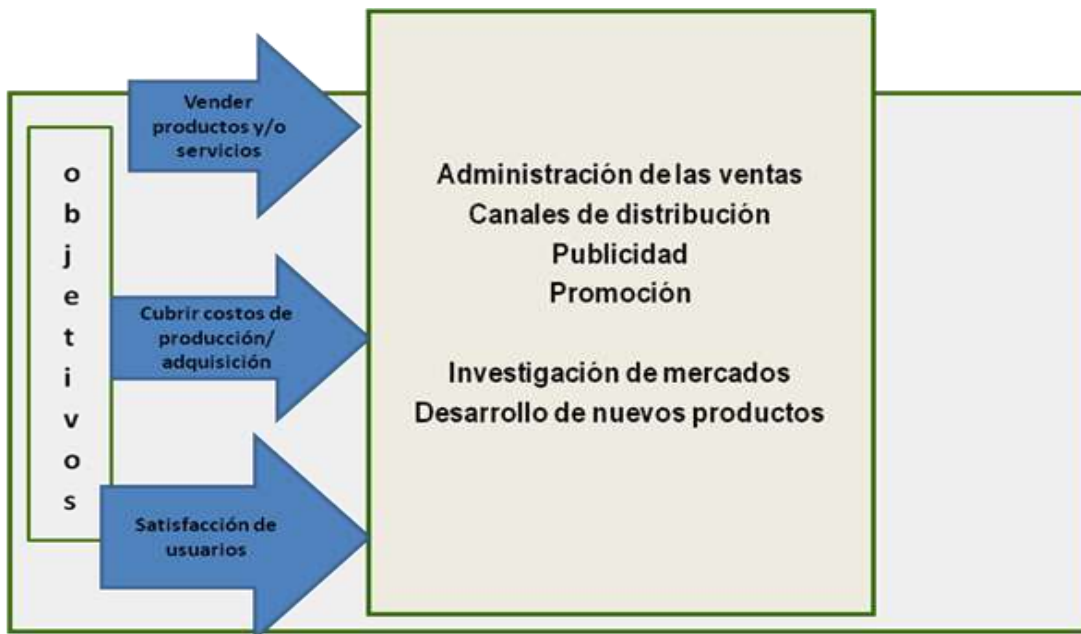 objetivos
Vender
productos y/o
servicios
Cubrir costos de
producción/
adquisición
Satisfacción de
usuarios
Administración de las ventas
Canales de distribución
Publicidad
Promoción
Investigación de mercados
Desarrollo de nuevos productos